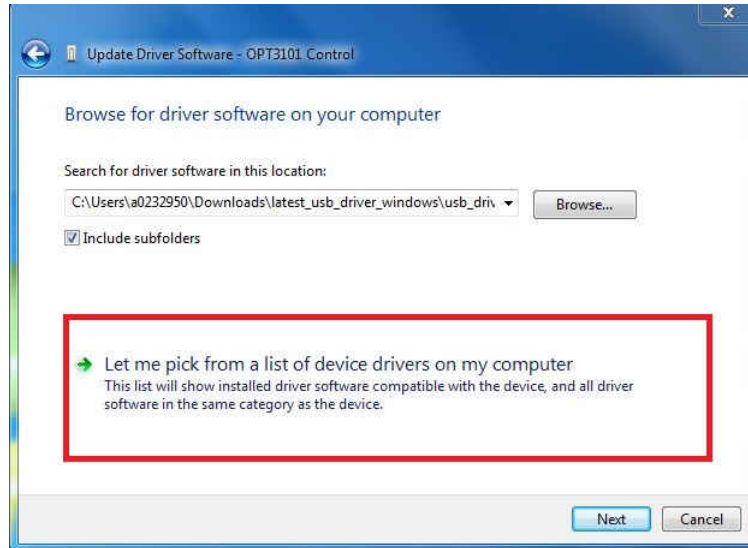 x
Update Driver Software - OPT3101 Control
Browse for driver software on your computer
Search for driver software in this location:
C:\Users\a0232950\Downloads\latest_usb_driver_windows\usb_driv
Browse...
Include subfolders
Let me pick from a list of device drivers on my computer
This list will show installed driver software compatible with the device, and all driver
software in the same category as the device.
Next
Cancel